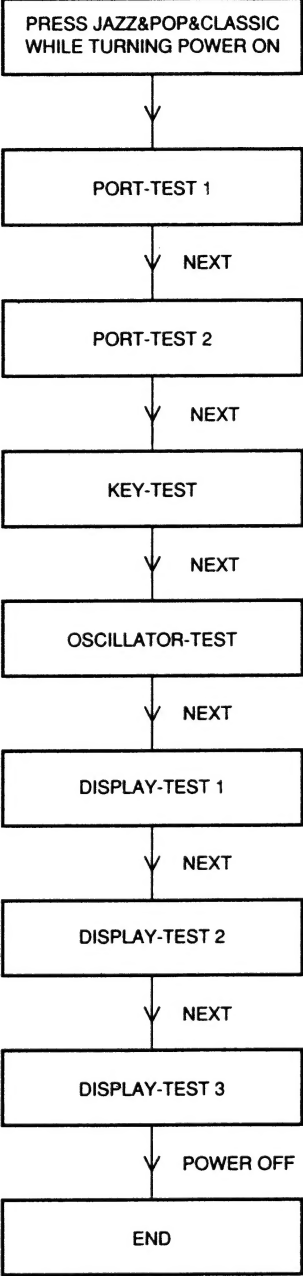 PRESS JAZZ&POP&CLASSIC
WHILE TURNING POWER ON
PORT-TEST 1
NEXT
PORT-TEST 2
NEXT
KEY-TEST
NEXT
OSCILLATOR-TEST
NEXT
DISPLAY-TEST 1
NEXT
DISPLAY-TEST 2
NEXT
DISPLAY-TEST 3
POWER OFF
END